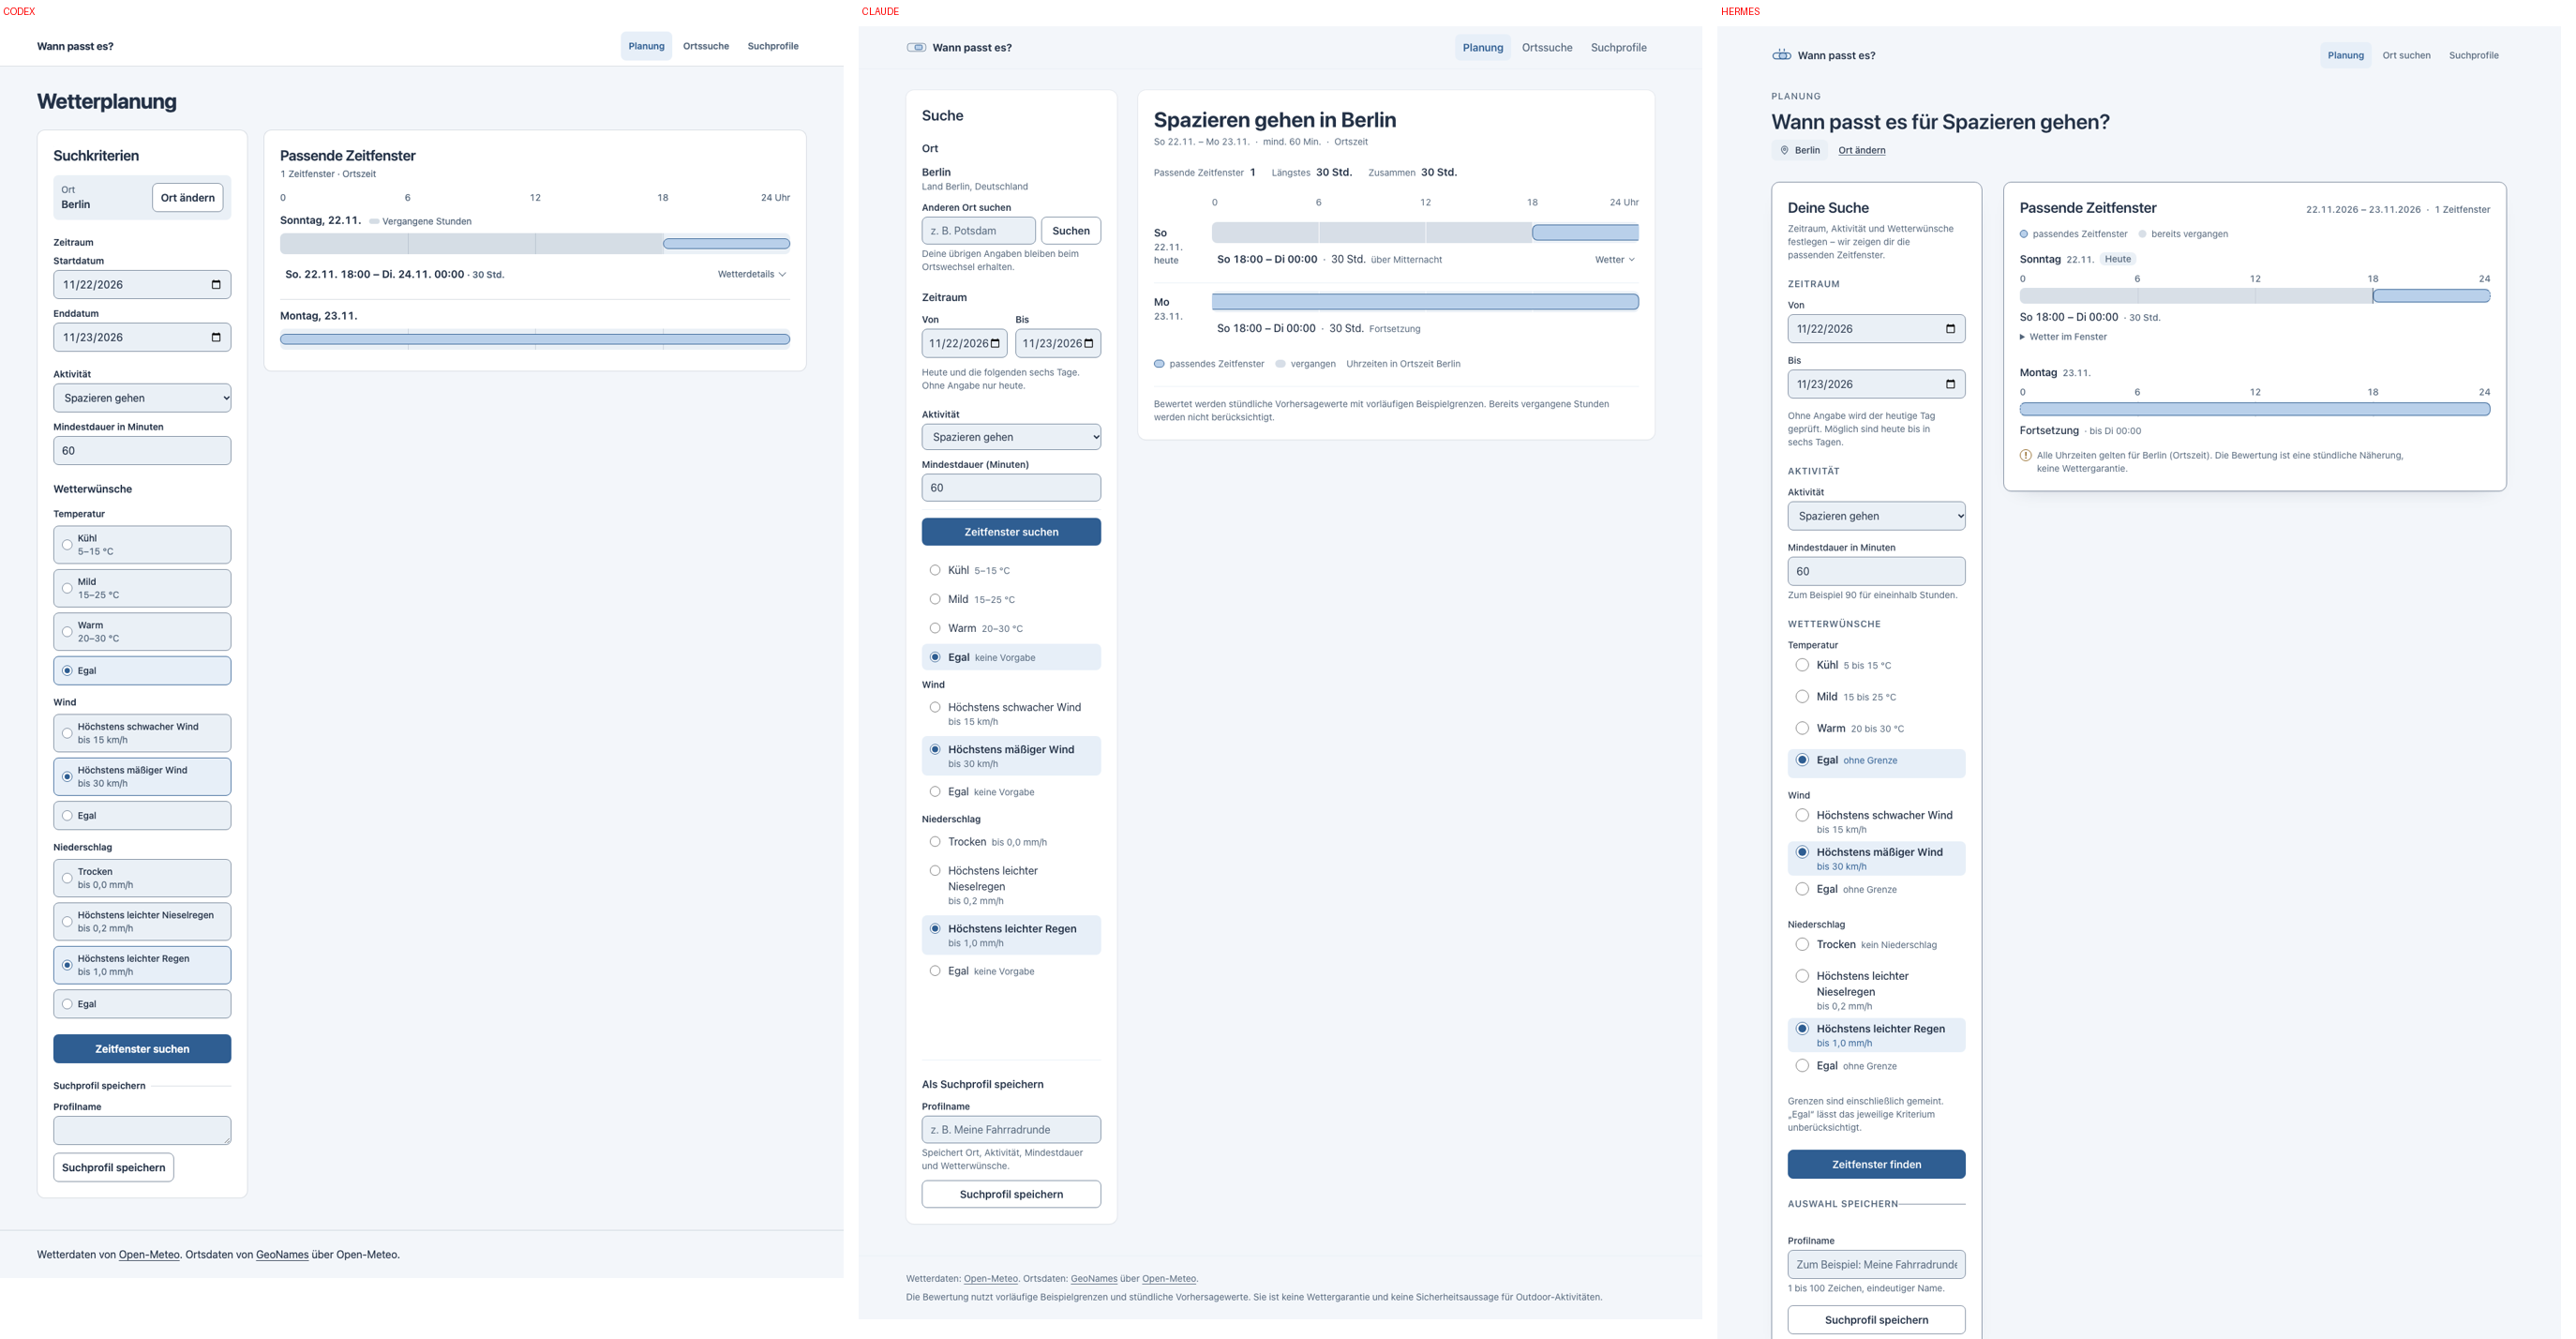 CODEX
Wann passt es?
Planung
Ortssuche
Suchprofile
Wetterplanung
Suchkriterien
Ort
Berlin
Ort ändern
Zeitraum
Startdatum
11/22/2026
Enddatum
11/23/2026
Aktivität
Spazieren gehen
Mindestdauer in Minuten
60
Wetterwünsche
Temperatur
Kühl
5–15 °C
Mild
15–25 °C
Warm
20–30 °C
Egal
Wind
Höchstens schwacher Wind
bis 15 km/h
Höchstens mäßiger Wind
bis 30 km/h
Egal
Niederschlag
Trocken
bis 0,0 mm/h
Höchstens leichter Nieselregen
bis 0,2 mm/h
Höchstens leichter Regen
bis 1,0 mm/h
Egal
Zeitfenster suchen
Suchprofil speichern
Profilname
Suchprofil speichern
Passende Zeitfenster
1 Zeitfenster · Ortszeit
0 6 12 18 24 Uhr
Sonntag, 22.11. Vergangene Stunden
So. 22.11. 18:00 – Di. 24.11. 00:00 · 30 Std. Wetterdetails
Montag, 23.11.
Wetterdaten von Open-Meteo. Ortsdaten von GeoNames über Open-Meteo.
CLAUDE
Wann passt es?
Planung
Ortssuche
Suchprofile
Suche
Ort
Berlin
Land Berlin, Deutschland
Anderen Ort suchen
z. B. Potsdam
Suchen
Deine übrigen Angaben bleiben beim
Ortswechsel erhalten.
Zeitraum
Von Bis
11/22/2026 11/23/2026
Heute und die folgenden sechs Tage.
Ohne Angabe nur heute.
Aktivität
Spazieren gehen
Mindestdauer (Minuten)
60
Zeitfenster suchen
Kühl 5–15 °C
Mild 15–25 °C
Warm 20–30 °C
Egal keine Vorgabe
Wind
Höchstens schwacher Wind
bis 15 km/h
Höchstens mäßiger Wind
bis 30 km/h
Egal keine Vorgabe
Niederschlag
Trocken bis 0,0 mm/h
Höchstens leichter
Nieselregen
bis 0,2 mm/h
Höchstens leichter Regen
bis 1,0 mm/h
Egal keine Vorgabe
Als Suchprofil speichern
Profilname
z. B. Meine Fahrradrunde
Speichert Ort, Aktivität, Mindestdauer
und Wetterwünsche.
Suchprofil speichern
Spazieren gehen in Berlin
So 22.11. – Mo 23.11. · mind. 60 Min. · Ortszeit
Passende Zeitfenster 1 Längstes 30 Std. Zusammen 30 Std.
0 6 12 18 24 Uhr
So
22.11.
heute
So 18:00 – Di 00:00 · 30 Std. über Mitternacht Wetter
Mo
23.11.
So 18:00 – Di 00:00 · 30 Std. Fortsetzung
passendes Zeitfenster vergangen Uhrzeiten in Ortszeit Berlin
Bewertet werden stündliche Vorhersagewerte mit vorläufigen Beispielgrenzen. Bereits vergangene Stunden
werden nicht berücksichtigt.
Wetterdaten: Open-Meteo. Ortsdaten: GeoNames über Open-Meteo.
Die Bewertung nutzt vorläufige Beispielgrenzen und stündliche Vorhersagewerte. Sie ist keine Wettergarantie und keine Sicherheitsaussage für Outdoor-Aktivitäten.
HERMES
Wann passt es?
Planung
Ort suchen
Suchprofile
PLANUNG
Wann passt es für Spazieren gehen?
Berlin Ort ändern
Deine Suche
Zeitraum, Aktivität und Wetterwünsche
festlegen – wir zeigen dir die
passenden Zeitfenster.
ZEITRAUM
Von
11/22/2026
Bis
11/23/2026
Ohne Angabe wird der heutige Tag
geprüft. Möglich sind heute bis in
sechs Tagen.
AKTIVITÄT
Aktivität
Spazieren gehen
Mindestdauer in Minuten
60
Zum Beispiel 90 für eineinhalb Stunden.
WETTERWÜNSCHE
Temperatur
Kühl 5 bis 15 °C
Mild 15 bis 25 °C
Warm 20 bis 30 °C
Egal ohne Grenze
Wind
Höchstens schwacher Wind
bis 15 km/h
Höchstens mäßiger Wind
bis 30 km/h
Egal ohne Grenze
Niederschlag
Trocken kein Niederschlag
Höchstens leichter
Nieselregen
bis 0,2 mm/h
Höchstens leichter Regen
bis 1,0 mm/h
Egal ohne Grenze
Grenzen sind einschließlich gemeint.
„Egal“ lässt das jeweilige Kriterium
unberücksichtigt.
Zeitfenster finden
AUSWAHL SPEICHERN
Profilname
Zum Beispiel: Meine Fahrradrunde
1 bis 100 Zeichen, eindeutiger Name.
Suchprofil speichern
Passende Zeitfenster 22.11.2026 – 23.11.2026 · 1 Zeitfenster
passendes Zeitfenster bereits vergangen
Sonntag 22.11. Heute
0 6 12 18 24
So 18:00 – Di 00:00 · 30 Std.
Wetter im Fenster
Montag 23.11.
0 6 12 18 24
Fortsetzung · bis Di 00:00
Alle Uhrzeiten gelten für Berlin (Ortszeit). Die Bewertung ist eine stündliche Näherung,
keine Wettergarantie.